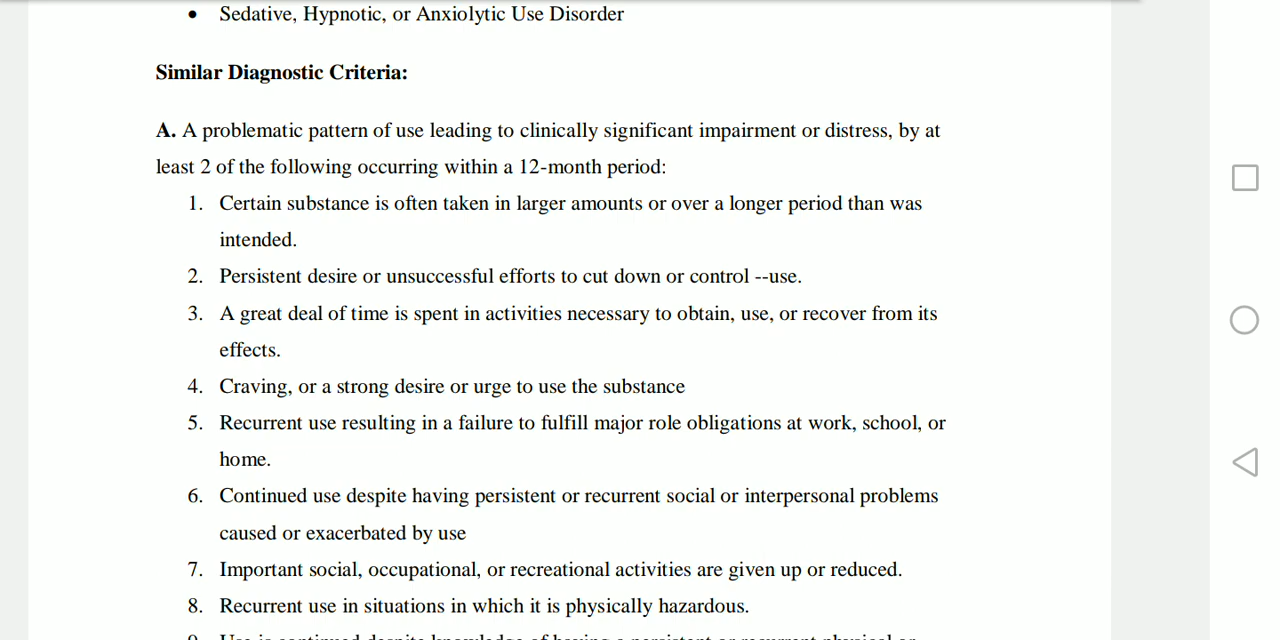 • Sedative, Hypnotic, or Anxiolytic Use Disorder
Similar Diagnostic Criteria:
A. A problematic pattern of use leading to clinically significant impairment or distress, by at
least 2 of the following occurring within a 12-month period:
1. Certain substance is often taken in larger amounts or over a longer period than was
intended.
2. Persistent desire or unsuccessful efforts to cut down or control --use.
3. A great deal of time is spent in activities necessary to obtain, use, or recover from its
effects.
4. Craving, or a strong desire or urge to use the substance
5. Recurrent use resulting in a failure to fulfill major role obligations at work, school, or
home.
6. Continued use despite having persistent or recurrent social or interpersonal problems
caused or exacerbated by use
7. Important social, occupational, or recreational activities are given up or reduced.
8. Recurrent use in situations in which it is physically hazardous.